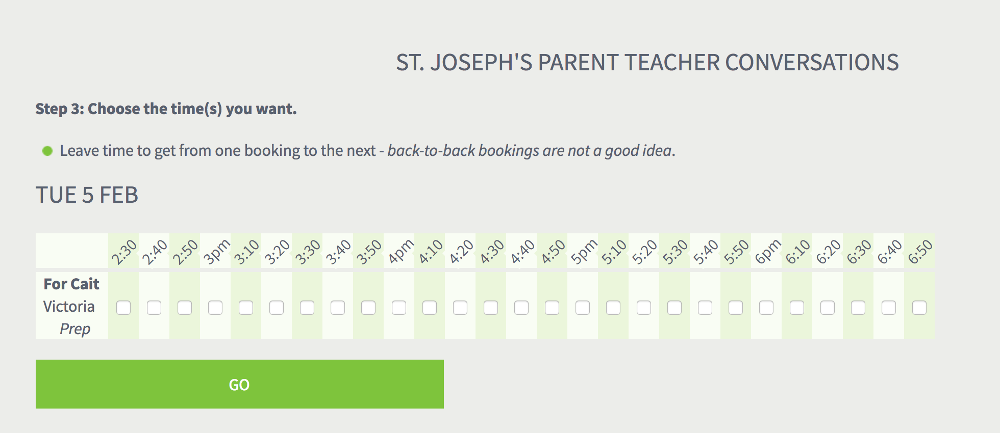 ST. JOSEPH'S PARENT TEACHER CONVERSATIONS
Step 3: Choose the time(s) you want.
Leave time to get from one booking to the next - back-to-back bookings are not a good idea.
TUE 5 FEB
2:30 2:40 2:50 3pm 3:10 3:20 3:30 3:40 3:50 4pm 4:10 4:20 4:30 4:40 4:50 5pm 5:10 5:20 5:30 5:40 5:50 6pm 6:10 6:20 6:30 6:40 6:50
For Cait
Victoria
Prep
GO